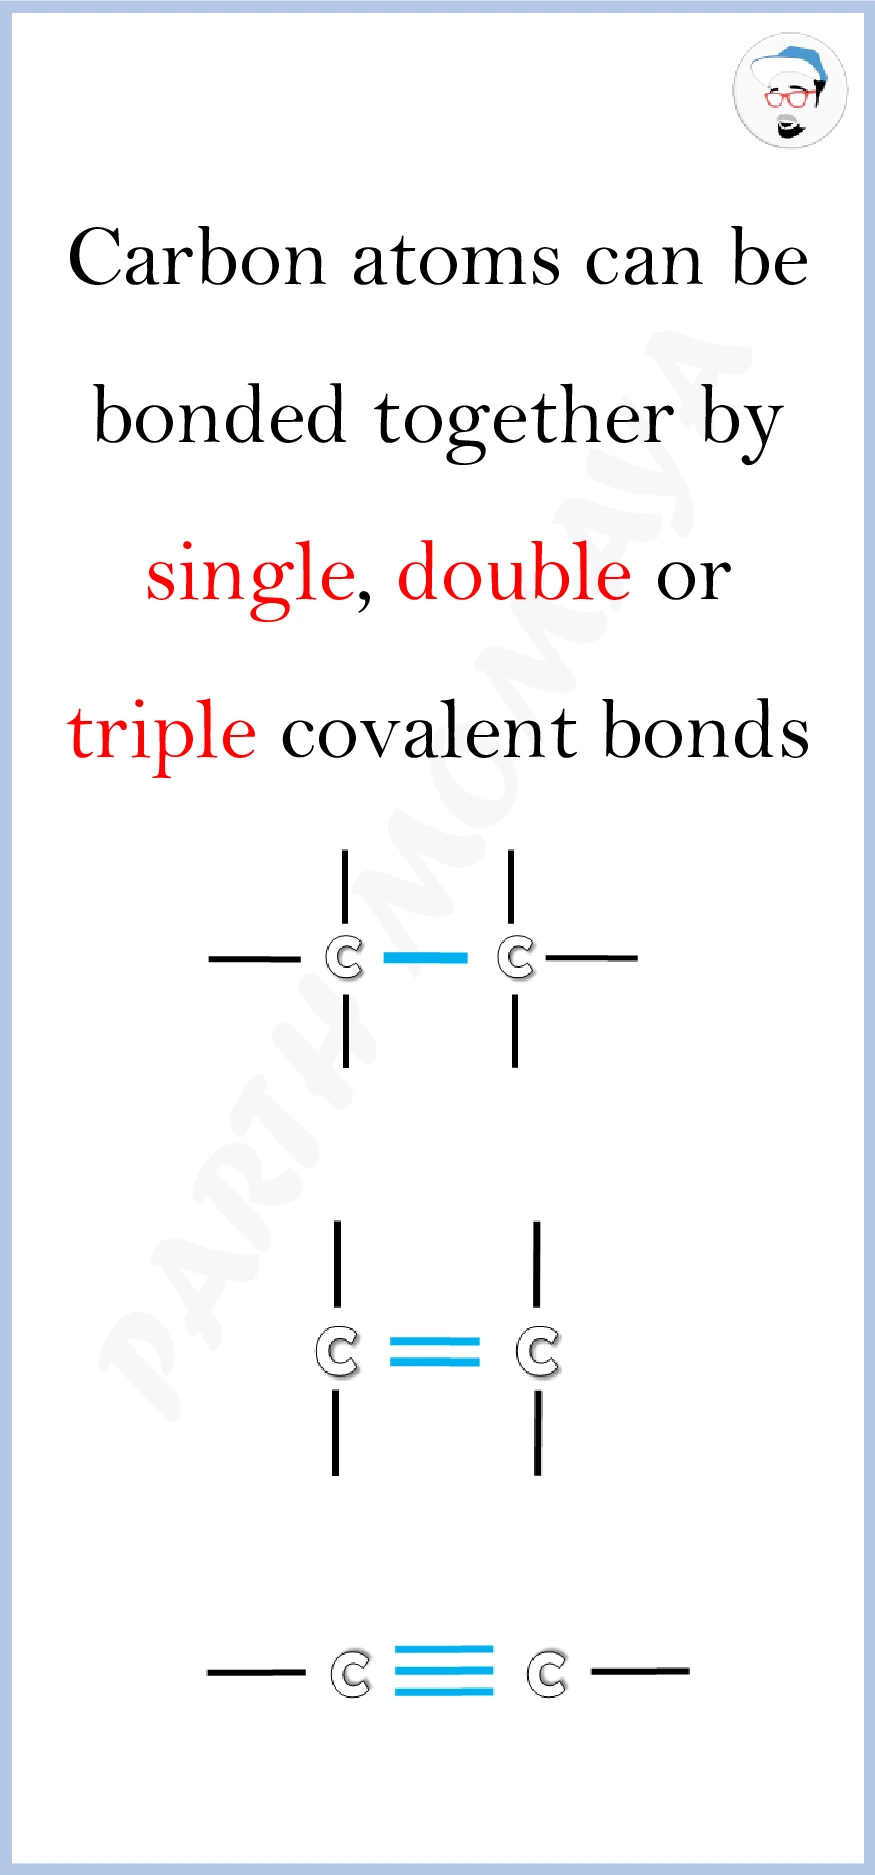 Carbon atoms can be
bonded together by
single, double or
triple covalent bonds
PARTH MOMAYA
C C
C C
C C